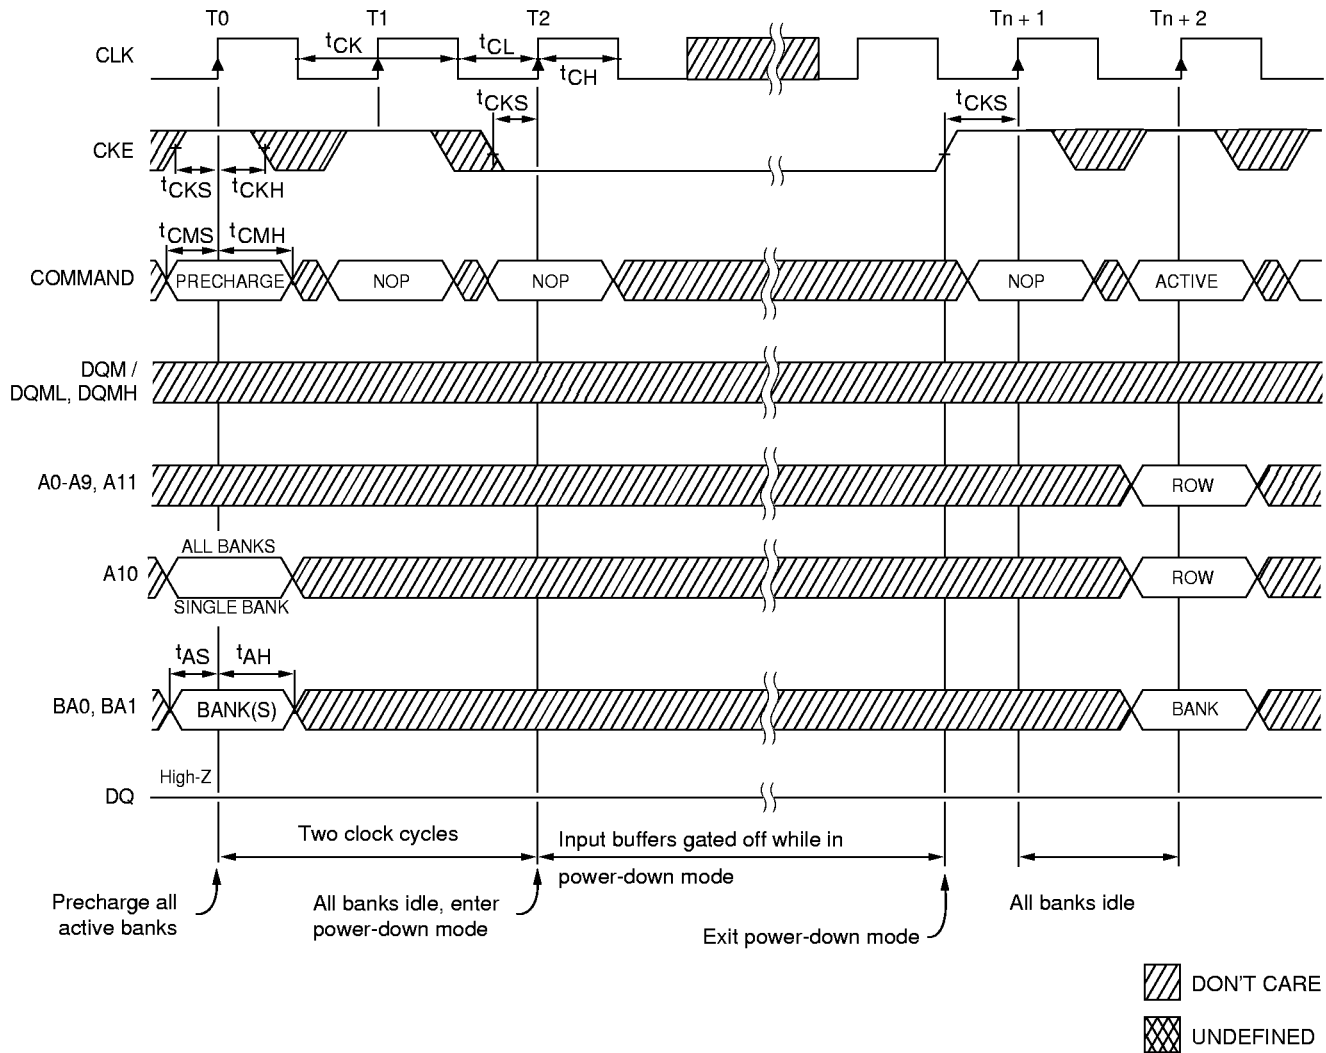 T0 T1 T2 Tn + 1 Tn + 2
CLK
tCK tCL tCH
tCKS tCKS
CKE
tCKS tCKH
tCMS tCMH
COMMAND PRECHARGE NOP NOP NOP ACTIVE
DQM /
DQML, DQMH
A0-A9, A11 ROW
ALL BANKS
A10 ROW
SINGLE BANK
tAS tAH
BA0, BA1 BANK(S) BANK
High-Z
DQ
Two clock cycles
Input buffers gated off while in
power-down mode
Precharge all
active banks
All banks idle, enter
power-down mode
Exit power-down mode
All banks idle
DON'T CARE
UNDEFINED